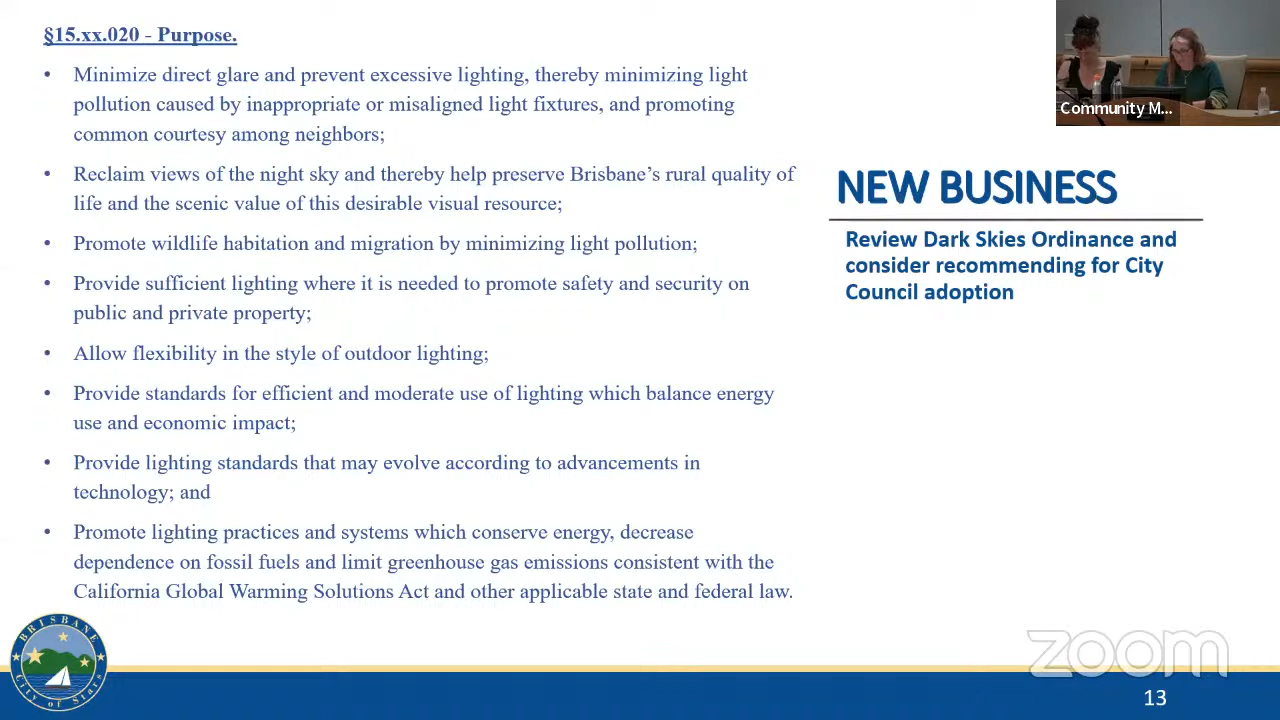 §15.xx.020 - Purpose.
• Minimize direct glare and prevent excessive lighting, thereby minimizing light
pollution caused by inappropriate or misaligned light fixtures, and promoting
common courtesy among neighbors;
• Reclaim views of the night sky and thereby help preserve Brisbane’s rural quality of
life and the scenic value of this desirable visual resource;
• Promote wildlife habitation and migration by minimizing light pollution;
• Provide sufficient lighting where it is needed to promote safety and security on
public and private property;
• Allow flexibility in the style of outdoor lighting;
• Provide standards for efficient and moderate use of lighting which balance energy
use and economic impact;
• Provide lighting standards that may evolve according to advancements in
technology; and
• Promote lighting practices and systems which conserve energy, decrease
dependence on fossil fuels and limit greenhouse gas emissions consistent with the
California Global Warming Solutions Act and other applicable state and federal law.
Community M...
NEW BUSINESS
Review Dark Skies Ordinance and
consider recommending for City
Council adoption
BRISBANE
City of Stars
zoom
13